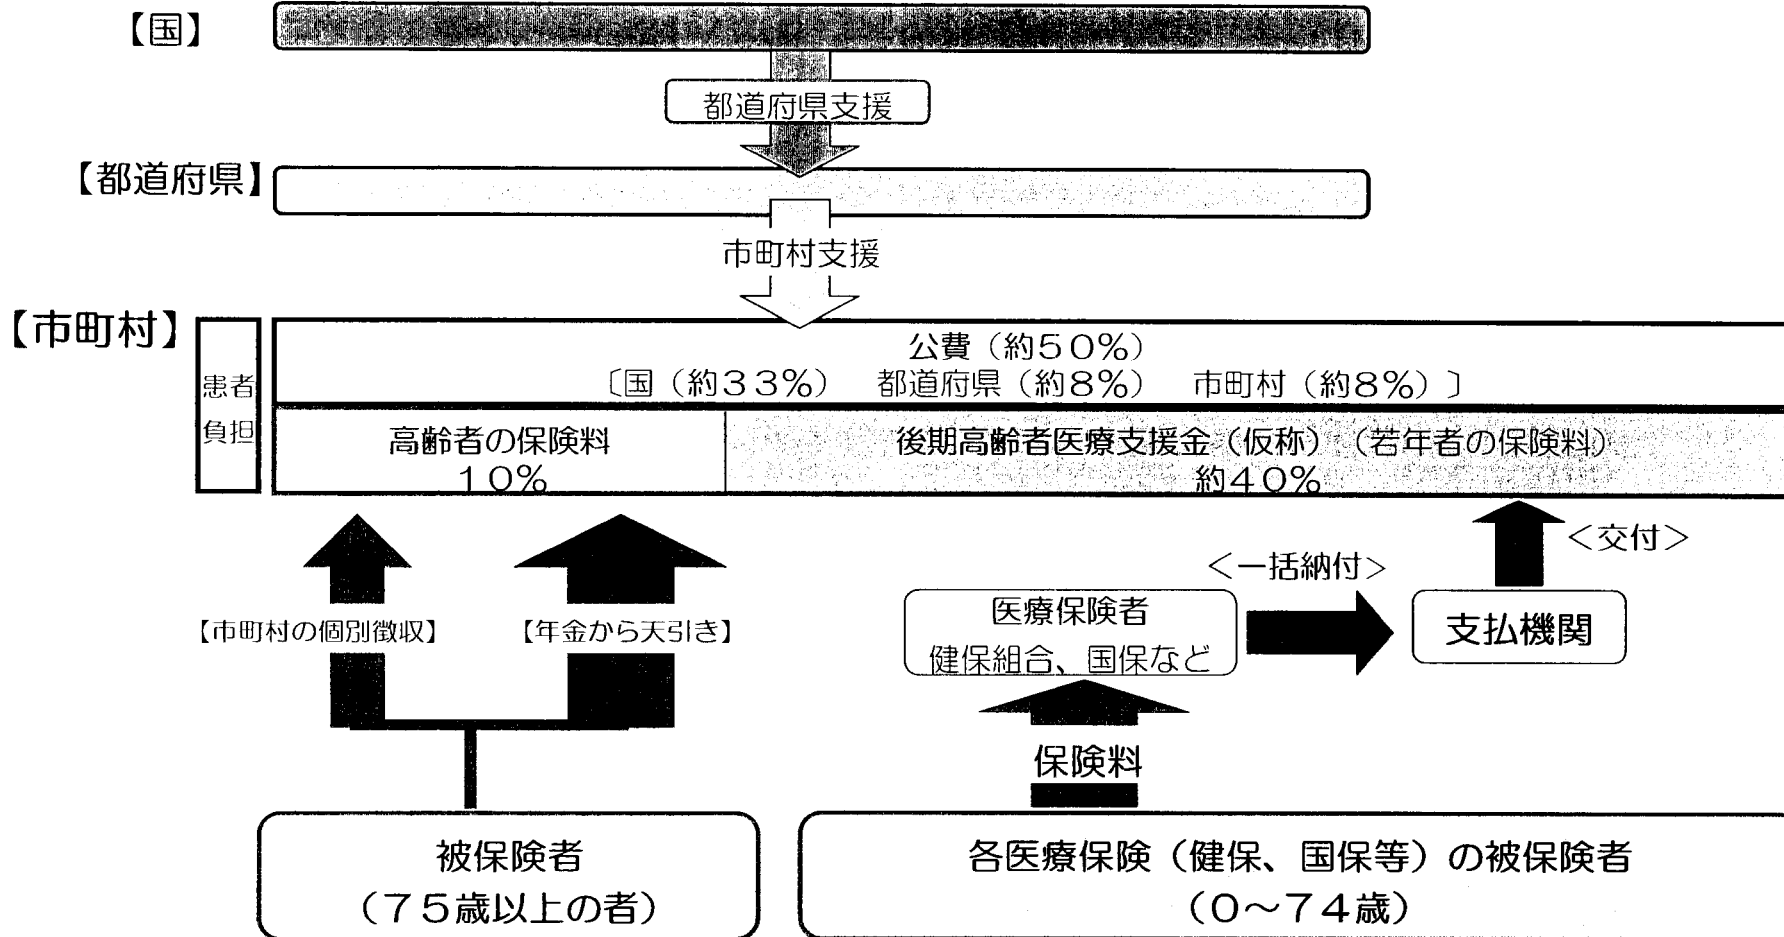 【国】
都道府県支援
【都道府県】
市町村支援
【市町村】
患者
負担
公費（約５０％）
〔国（約３３％）　都道府県（約８％）　市町村（約８％）〕
高齢者の保険料
１０％
後期高齢者医療支援金（仮称）（若年者の保険料）
約４０％
＜交付＞
＜一括納付＞
医療保険者
健保組合、国保など
支払機関
【市町村の個別徴収】
【年金から天引き】
保険料
被保険者
（７５歳以上の者）
各医療保険（健保、国保等）の被保険者
（０～７４歳）